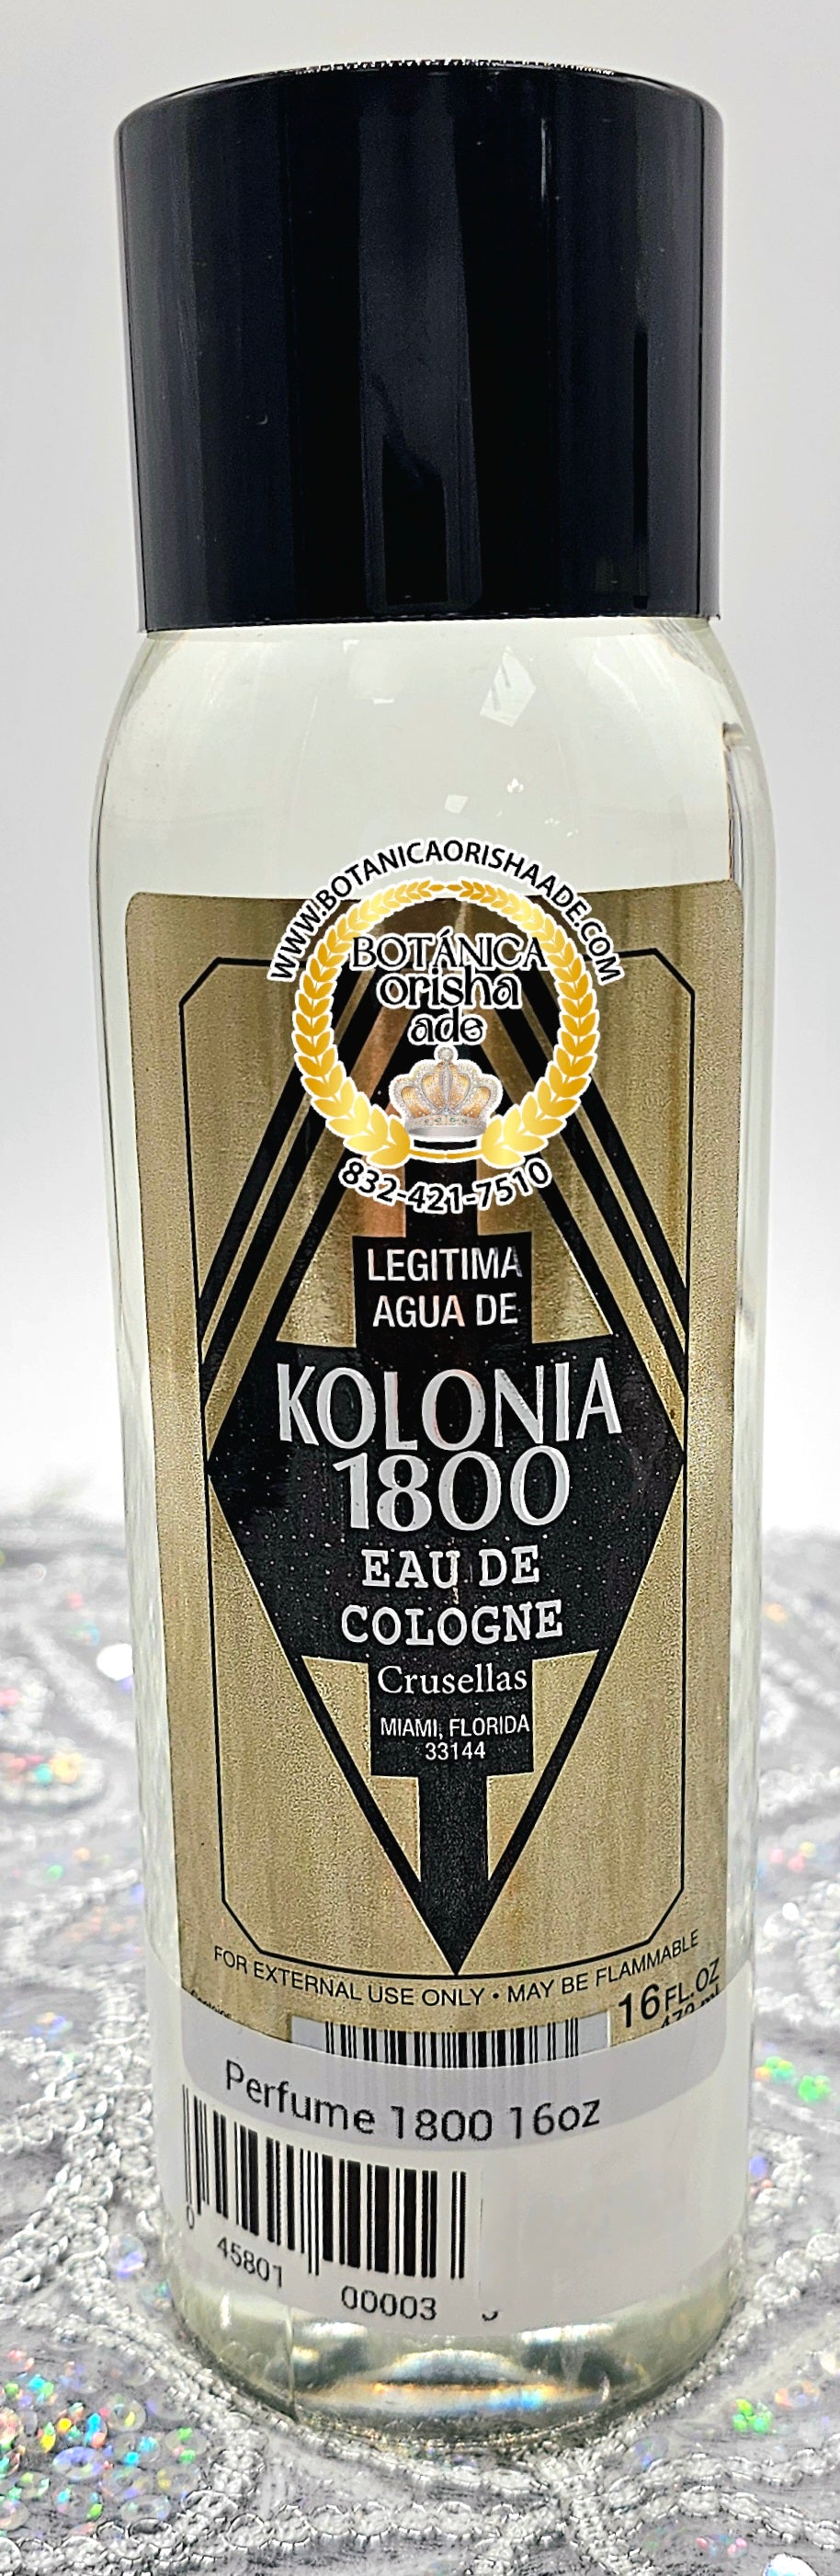 WWW.BOTANICAORISHAADE.COM
BOTÁNICA
orisha
ade
832-421-7510
LEGITIMA
AGUA DE
KOLONIA
1800
EAU DE
COLOGNE
Crusellas
MIAMI, FLORIDA
33144
FOR EXTERNAL USE ONLY • MAY BE FLAMMABLE
16 FL.OZ
Perfume 1800 16oz
0 45801 00003